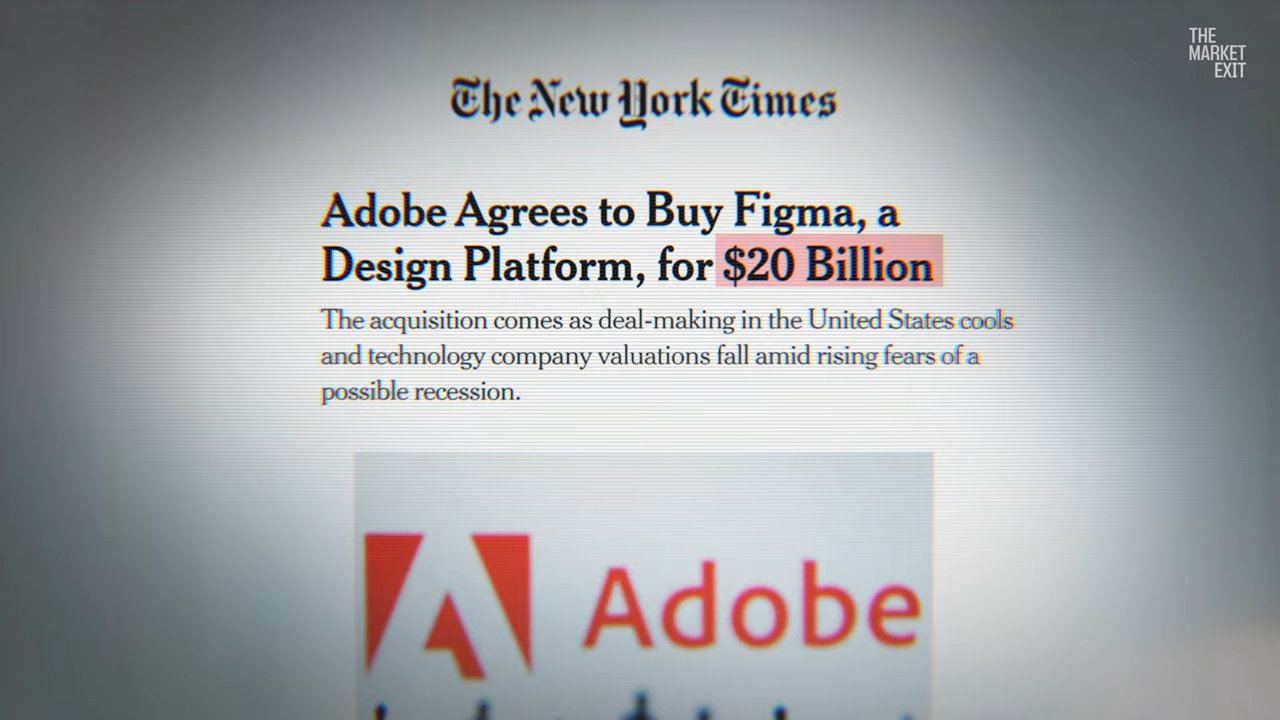 THE
MARKET
EXIT
The New York Times
Adobe Agrees to Buy Figma, a
Design Platform, for $20 Billion
The acquisition comes as deal-making in the United States cools
and technology company valuations fall amid rising fears of a
possible recession.
Adobe